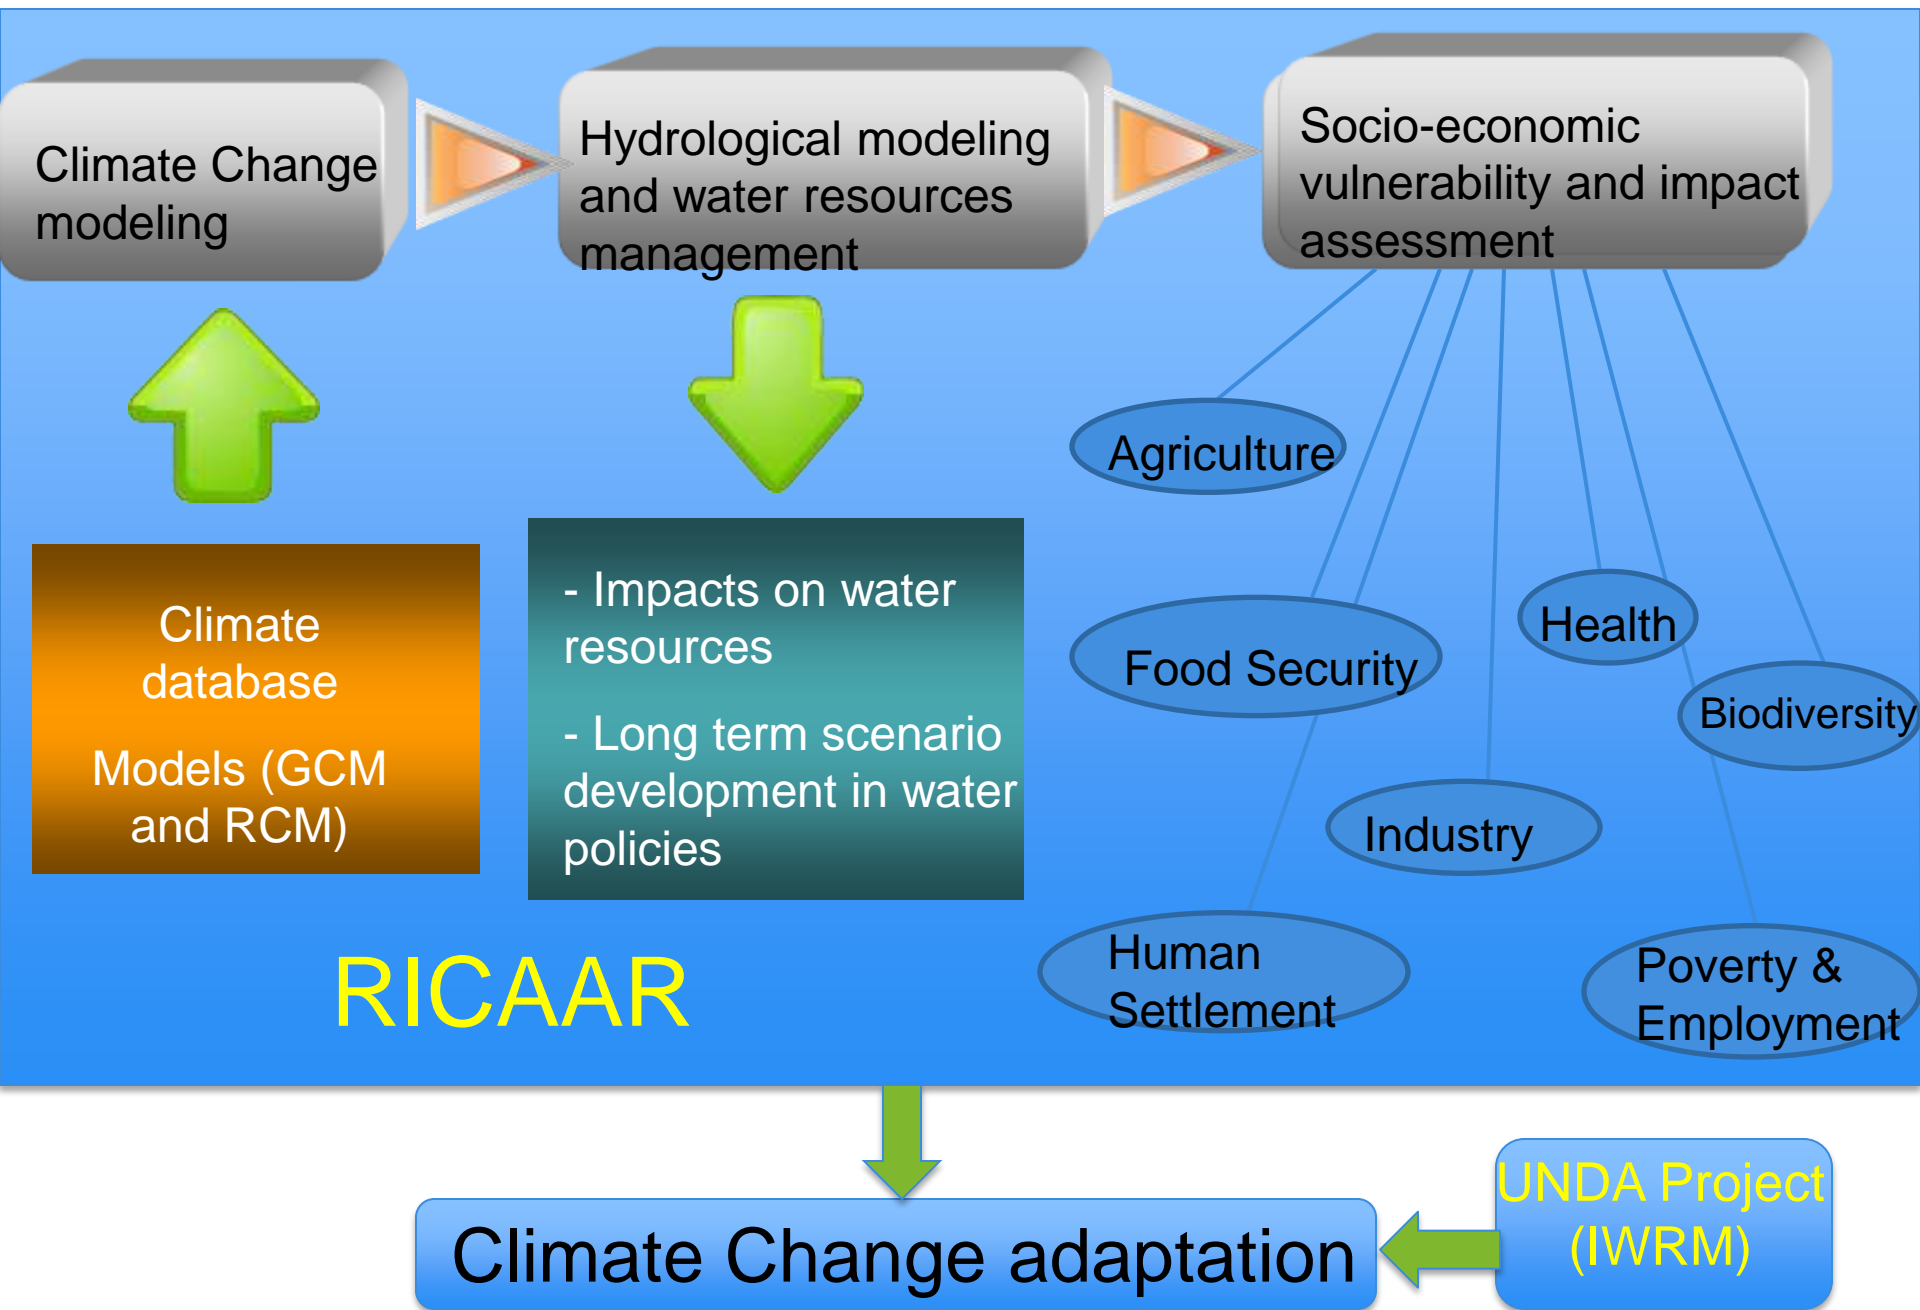 Climate Change
modeling
Hydrological modeling
and water resources
management
Socio-economic
vulnerability and impact
assessment
Climate
database
Models (GCM
and RCM)
- Impacts on water
resources
- Long term scenario
development in water
policies
Agriculture
Food Security
Health
Biodiversity
Industry
Human
Settlement
Poverty &
Employment
RICAAR
Climate Change adaptation
UNDA Project
(IWRM)